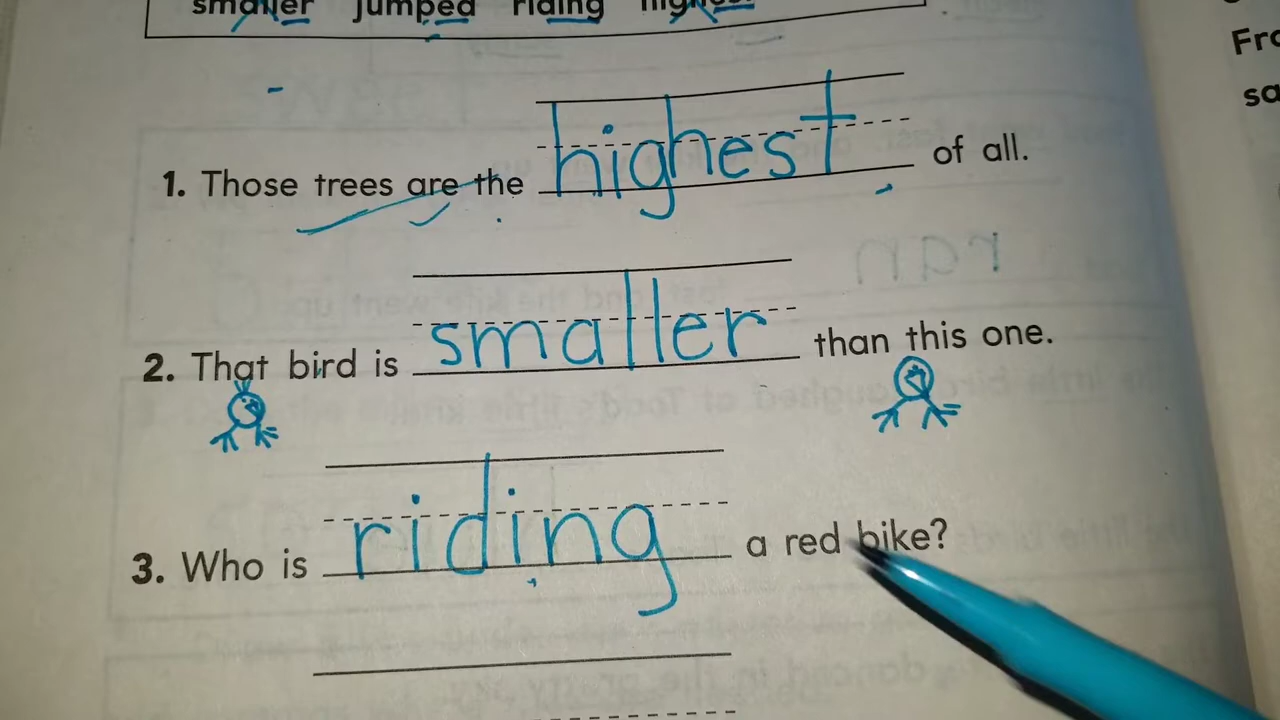 smaller jumped riding highest
1. Those trees are the highest of all.
2. That bird is smaller than this one.
3. Who is riding a red bike?
ran